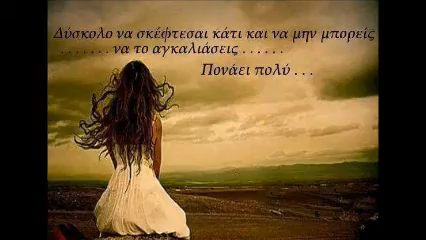 Δύσκολο να σκέφτεσαι κάτι και να μην μπορείς
. . . . . . . να το αγκαλιάσεις . . . . . .
Πονάει πολύ . . .